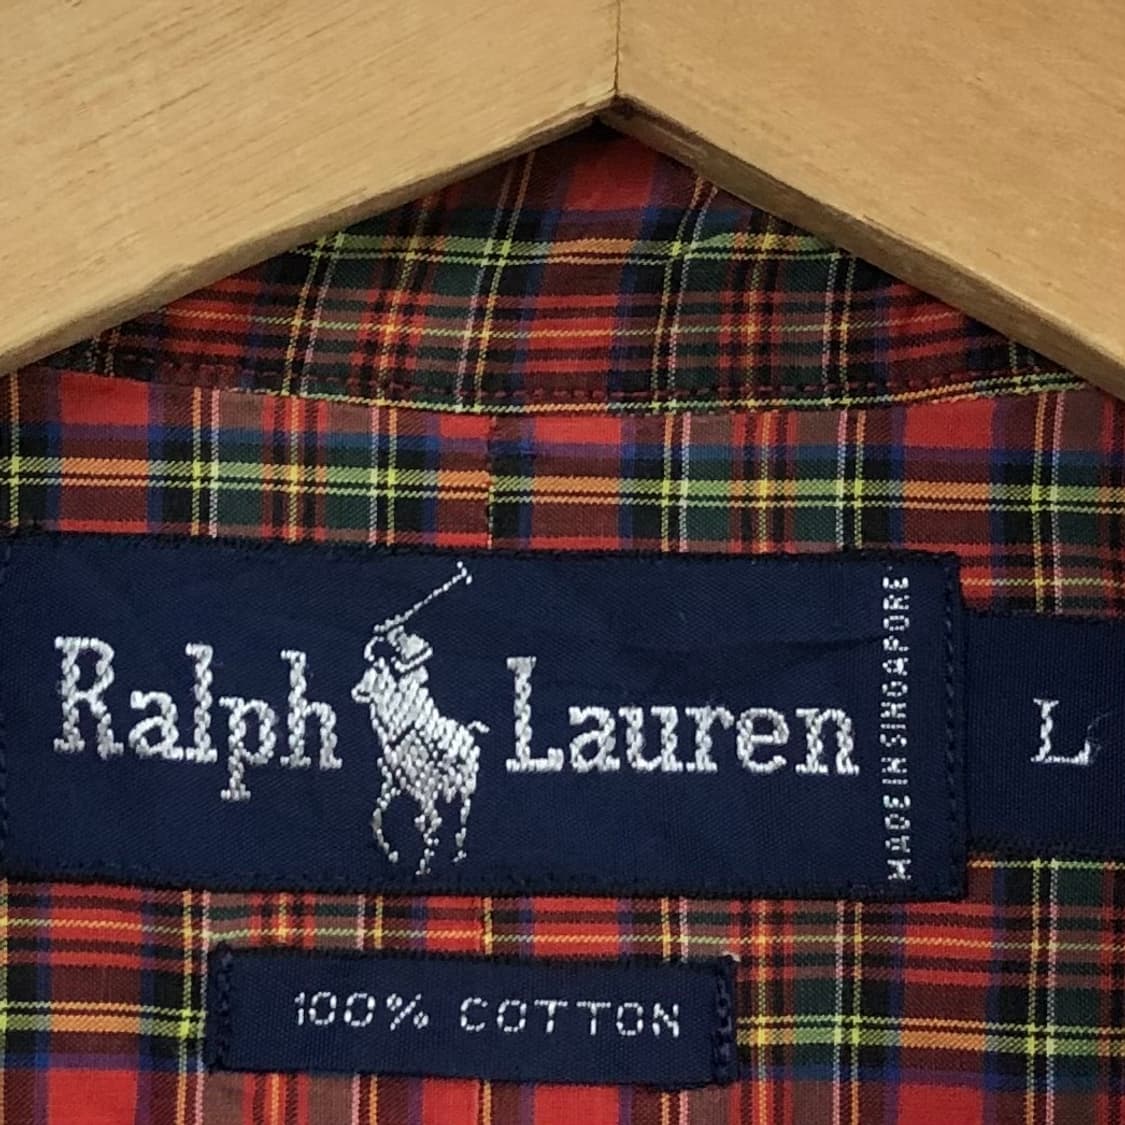 Ralph Lauren
MADE IN SINGAPORE
L
100% COTTON